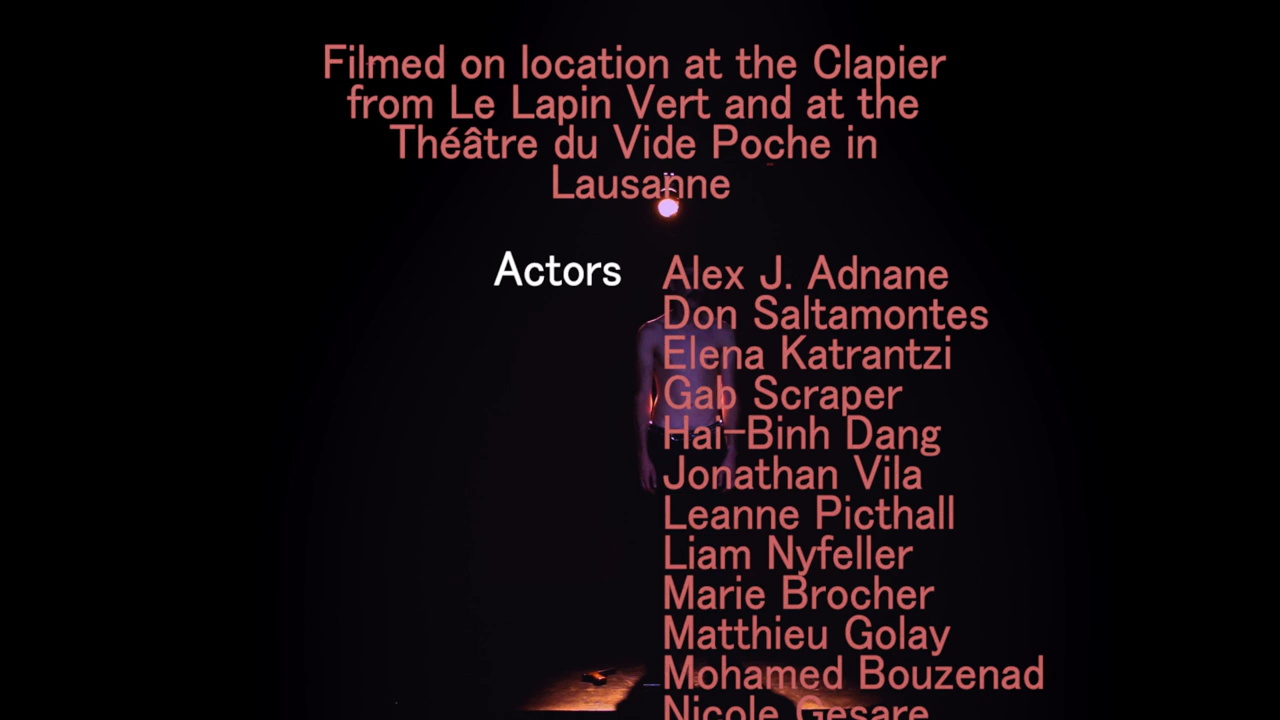 Filmed on location at the Clapier
from Le Lapin Vert and at the
Théâtre du Vide Poche in
Lausanne
Actors Alex J. Adnane
Don Saltamontes
Elena Katrantzi
Gab Scraper
Hai-Binh Dang
Jonathan Vila
Leanne Picthall
Liam Nyfeller
Marie Brocher
Matthieu Golay
Mohamed Bouzenad
Nicole Gesare